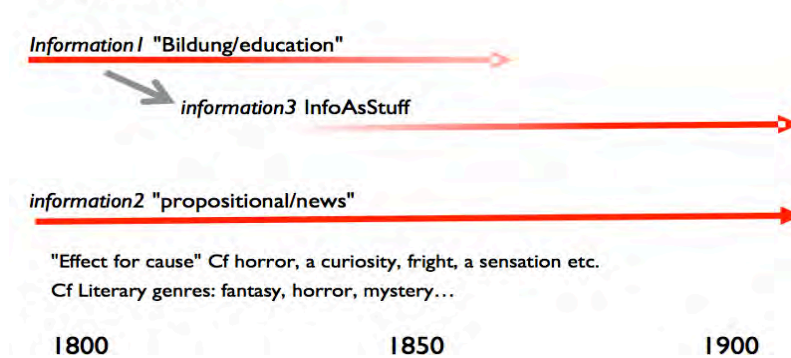 Information1 "Bildung/education"
information3 InfoAsStuff
information2 "propositional/news"
"Effect for cause" Cf horror, a curiosity, fright, a sensation etc.
Cf Literary genres: fantasy, horror, mystery…
1800 1850 1900